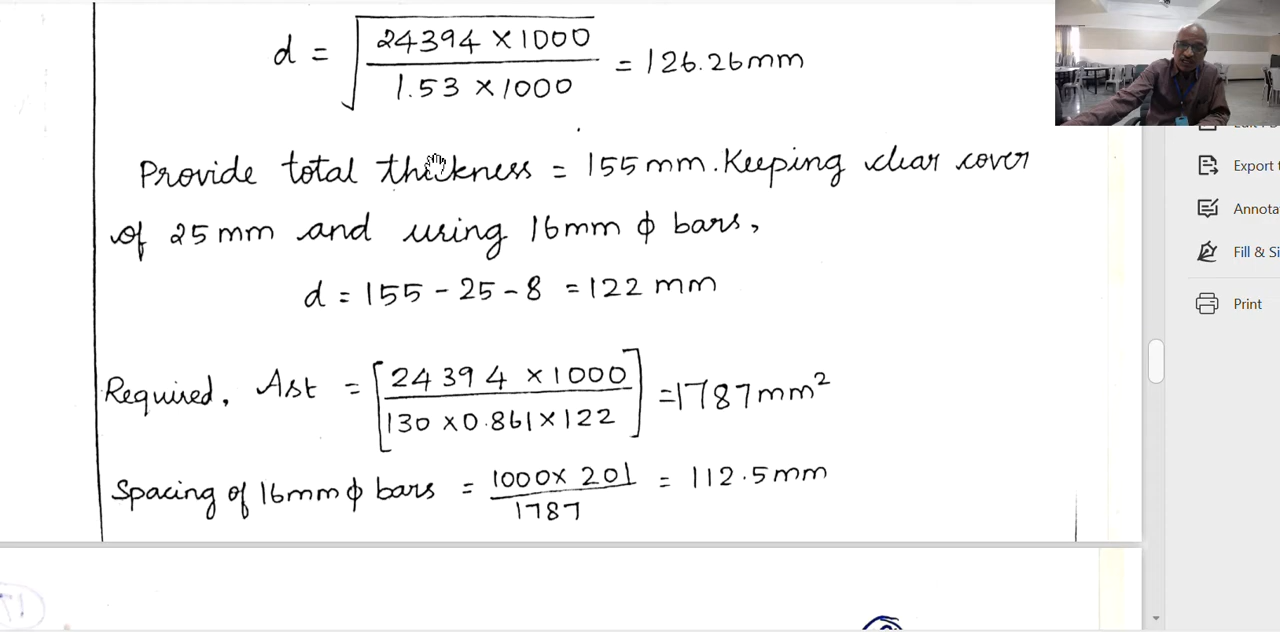 d = √(24394 × 1000 / 1.53 × 1000) = 126.26mm
Provide total thickness = 155 mm. Keeping clear cover
of 25 mm and using 16mm ϕ bars,
d = 155 - 25 - 8 = 122 mm
Required, Ast = [24394 × 1000 / 130 × 0.861 × 122] = 1787 mm²
Spacing of 16mm ϕ bars = 1000 × 201 / 1787 = 112.5 mm
Export
Annota
Fill & Si
Print